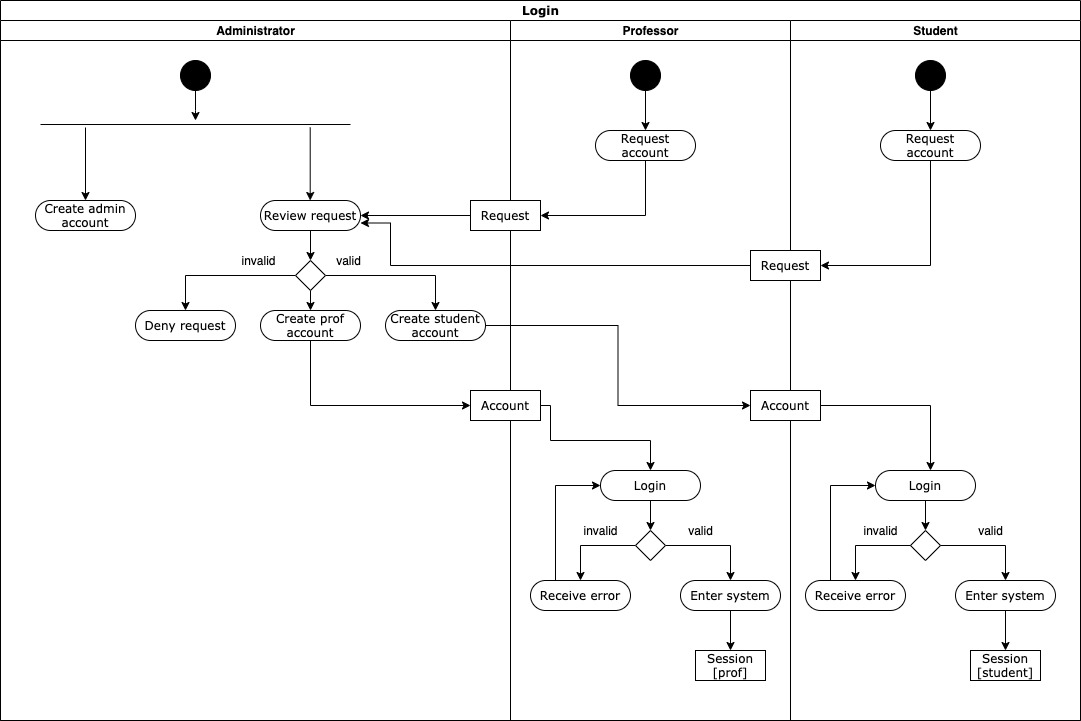 Login
Administrator
Professor
Student
Request
account
Request
account
Create admin
account
Review request
Request
Request
invalid
valid
Deny request
Create prof
account
Create student
account
Account
Account
Login
Login
invalid
valid
invalid
valid
Receive error
Enter system
Receive error
Enter system
Session
[prof]
Session
[student]